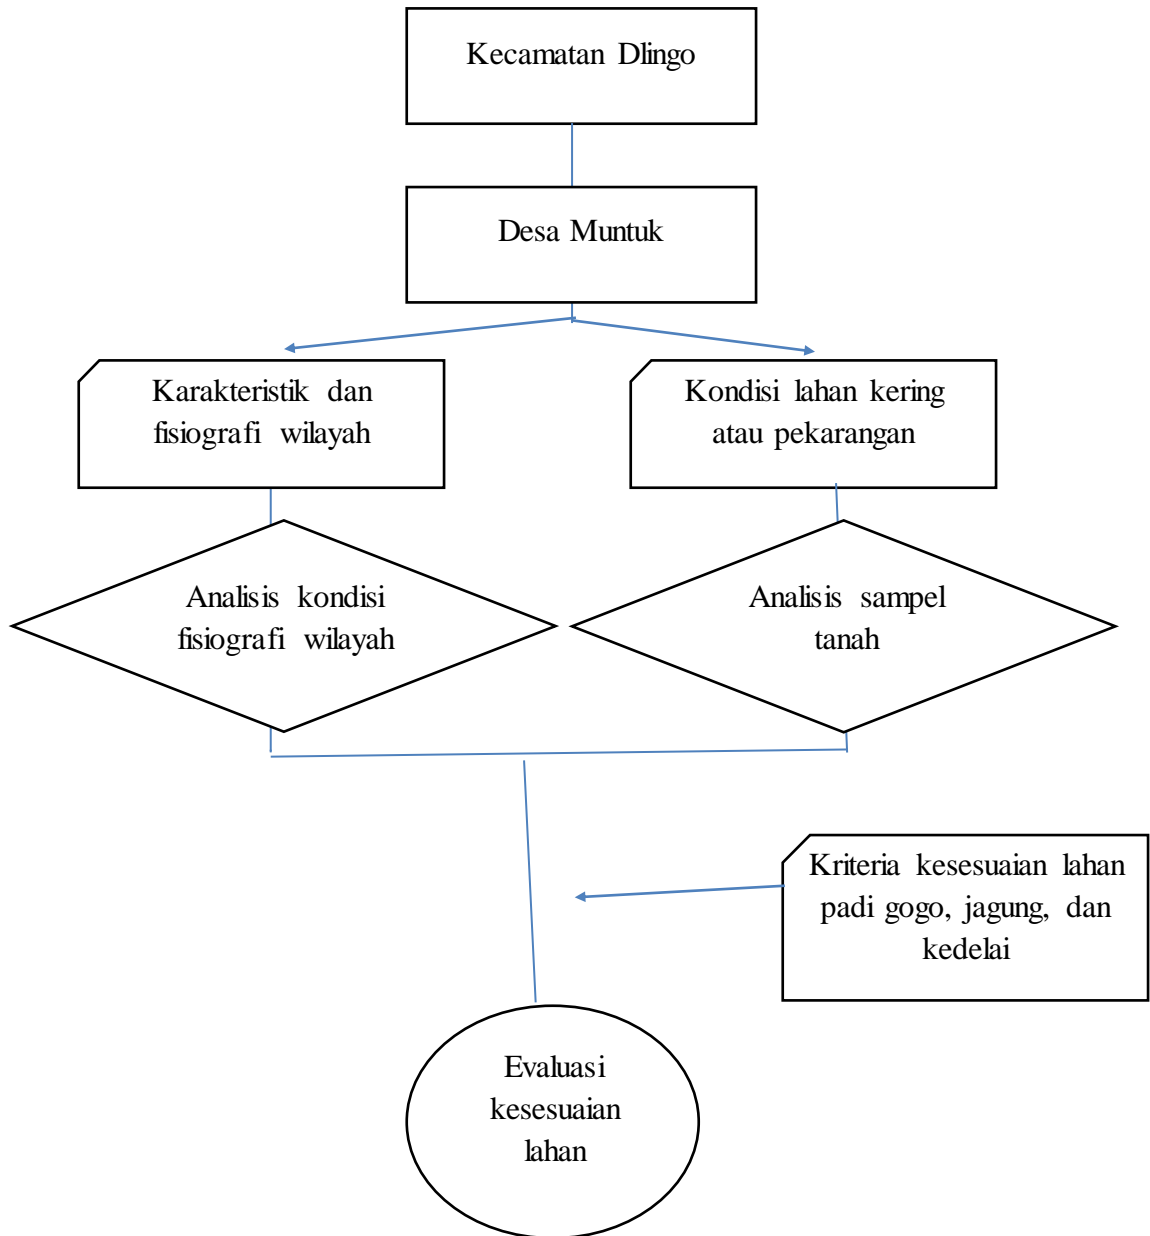 Kecamatan Dlingo
Desa Muntuk
Karakteristik dan
fisiografi wilayah
Kondisi lahan kering
atau pekarangan
Analisis kondisi
fisiografi wilayah
Analisis sampel
tanah
Kriteria kesesuaian lahan
padi gogo, jagung, dan
kedelai
Evaluasi
kesesuaian
lahan